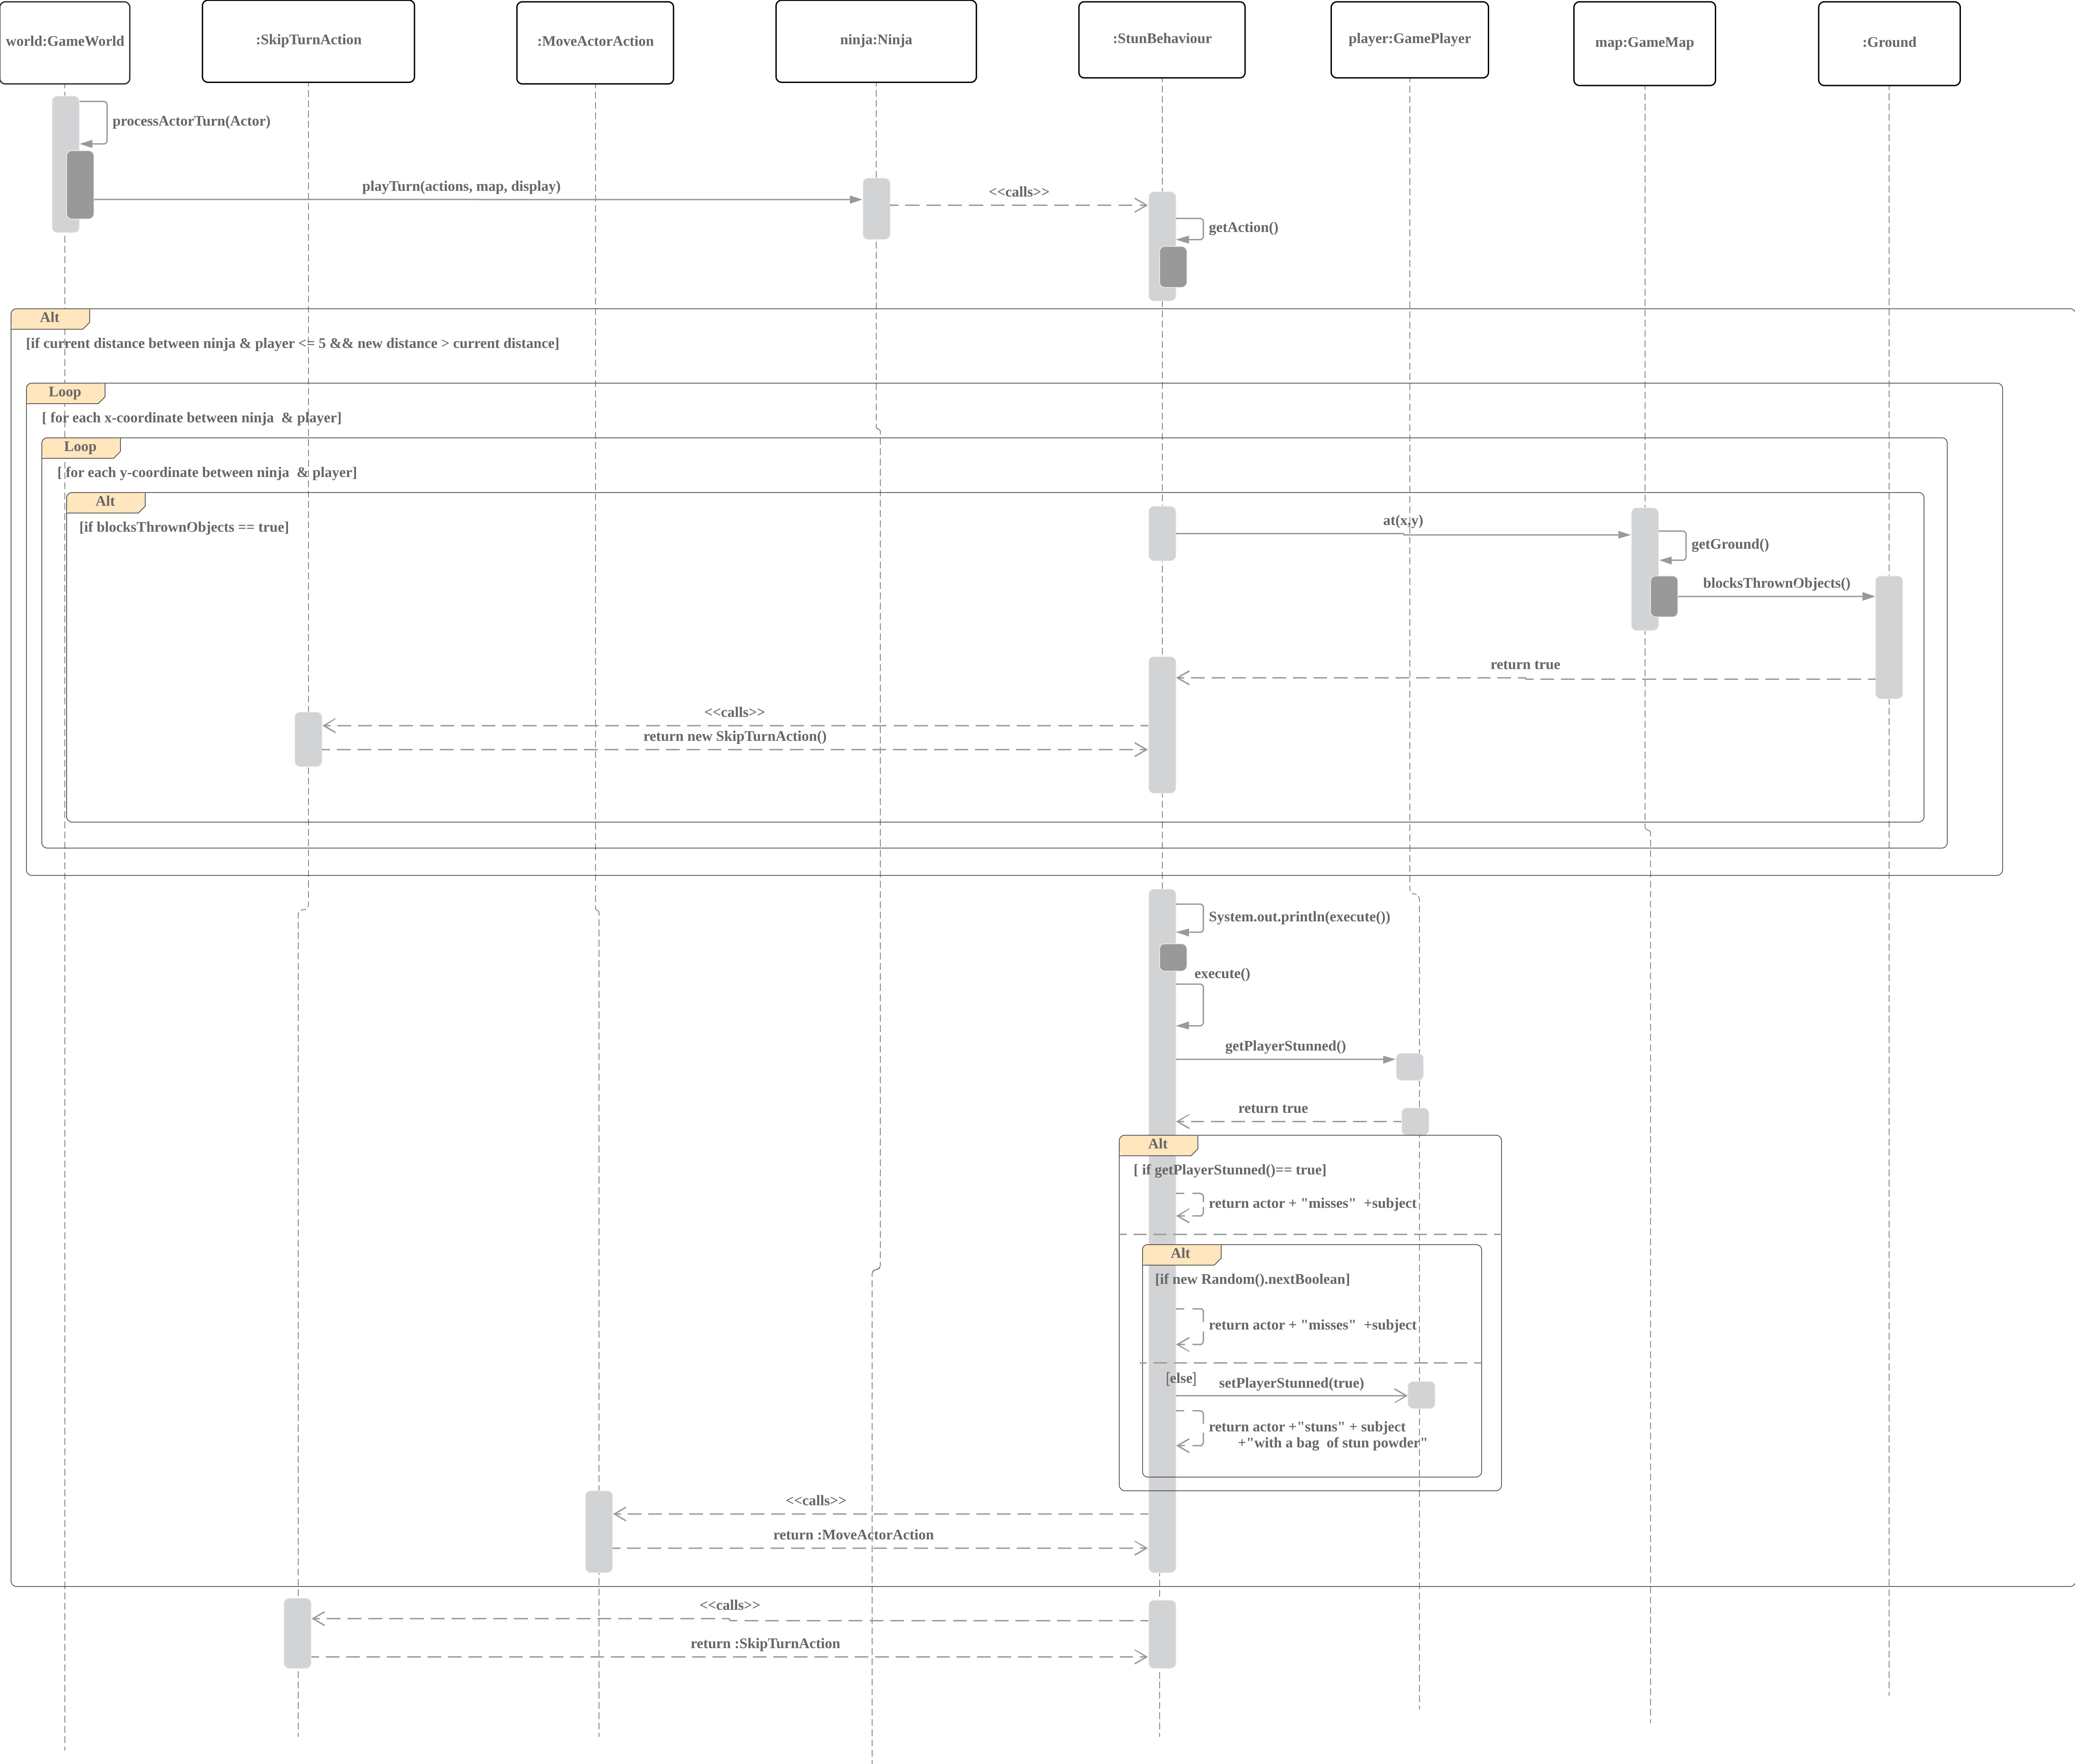 world:GameWorld
:SkipTurnAction
:MoveActorAction
ninja:Ninja
:StunBehaviour
player:GamePlayer
map:GameMap
:Ground
processActorTurn(Actor)
playTurn(actions, map, display)
<<calls>>
getAction()
Alt
[if current distance between ninja & player <= 5 && new distance > current distance]
Loop
[ for each x-coordinate between ninja  & player]
Loop
[ for each y-coordinate between ninja  & player]
Alt
[if blocksThrownObjects == true]
at(x,y)
getGround()
blocksThrownObjects()
return true
<<calls>>
return new SkipTurnAction()
System.out.println(execute())
execute()
getPlayerStunned()
return true
Alt
[ if getPlayerStunned()== true]
return actor + "misses"  +subject
Alt
[if new Random().nextBoolean]
return actor + "misses"  +subject
[else]
setPlayerStunned(true)
return actor +"stuns" + subject
+"with a bag  of stun powder"
<<calls>>
return :MoveActorAction
<<calls>>
return :SkipTurnAction